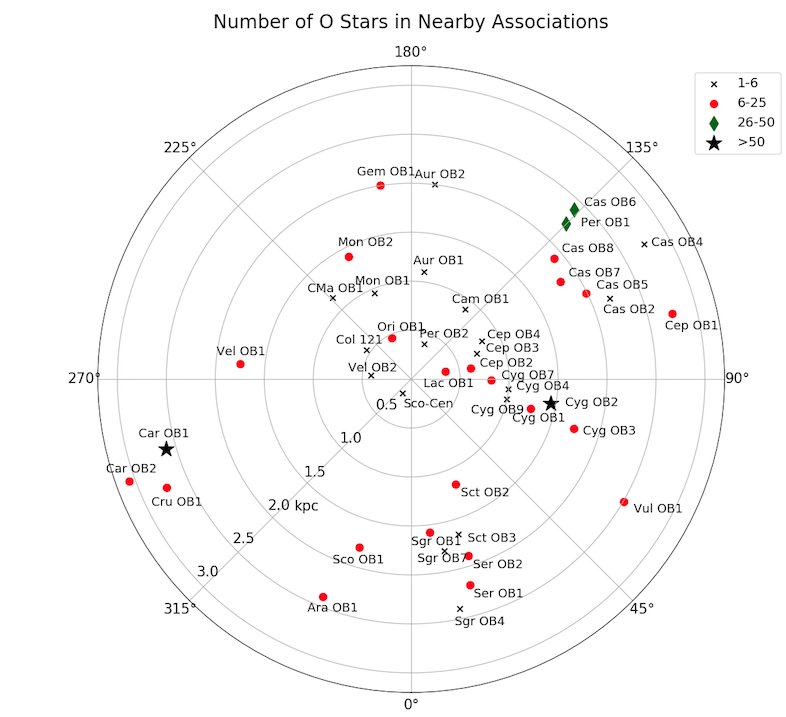 Number of O Stars in Nearby Associations
180°
1-6
6-25
26-50
>50
225°
135°
Gem OB1
Aur OB2
Cas OB6
Per OB1
Mon OB2
Cas OB4
Cas OB8
Aur OB1
Cas OB7
Mon OB1
CMa OB1
Cas OB5
Cam OB1
Cas OB2
Cep OB1
Ori OB1
Per OB2
Cep OB4
Col 121
Cep OB3
Vel OB1
Cep OB2
Vel OB2
Cyg OB7
270°
90°
Lac OB1
Cyg OB4
0.5
Sco-Cen
Cyg OB9
Cyg OB2
Cyg OB1
Car OB1
Cyg OB3
1.0
Car OB2
1.5
Sct OB2
Cru OB1
2.0 kpc
Vul OB1
2.5
Sgr OB1
Sct OB3
Sco OB1
Sgr OB7
Ser OB2
3.0
Ser OB1
315°
Ara OB1
45°
Sgr OB4
0°